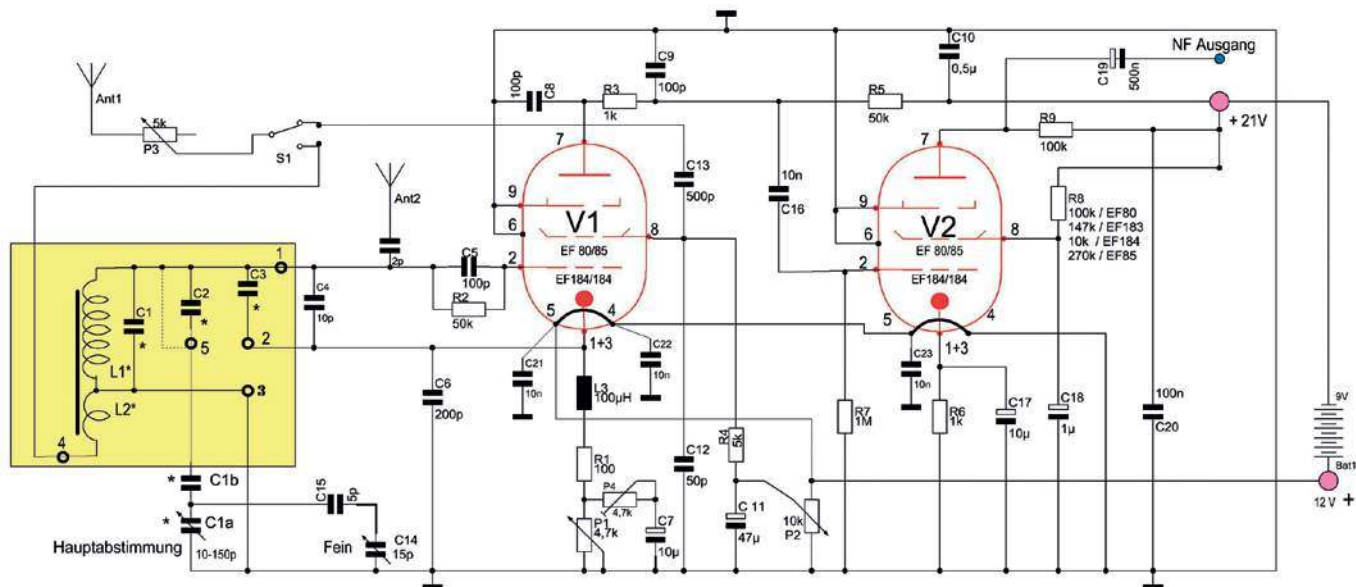 Ant1
5k
P3
S1
Ant2
2p
100p
C8
C9
100p
R3
1k
C10
0,5µ
C19
500n
NF Ausgang
R5
50k
+ 21V
R9
100k
7
9
6
2
8
V1
EF 80/85
EF184/184
5
4
1+3
C13
500p
10n
C16
7
9
6
2
8
V2
EF 80/85
EF184/184
5
4
1+3
R8
100k / EF80
147k / EF183
10k / EF184
270k / EF85
C5
100p
R2
50k
1
C3
*
C2
*
C1
*
5
2
L1*
L2*
3
4
C4
10p
C6
200p
C21
10n
C22
10n
L3
100µH
R1
100
P4
4,7k
P1
4,7k
C7
10µ
R4
5k
C12
50p
C 11
47µ
10k
P2
R7
1M
C23
10n
R6
1k
C17
10µ
C18
1µ
100n
C20
9V
Bat1
12 V +
* C1b
* C1a
10-150p
Hauptabstimmung
C15
5p
Fein
C14
15p